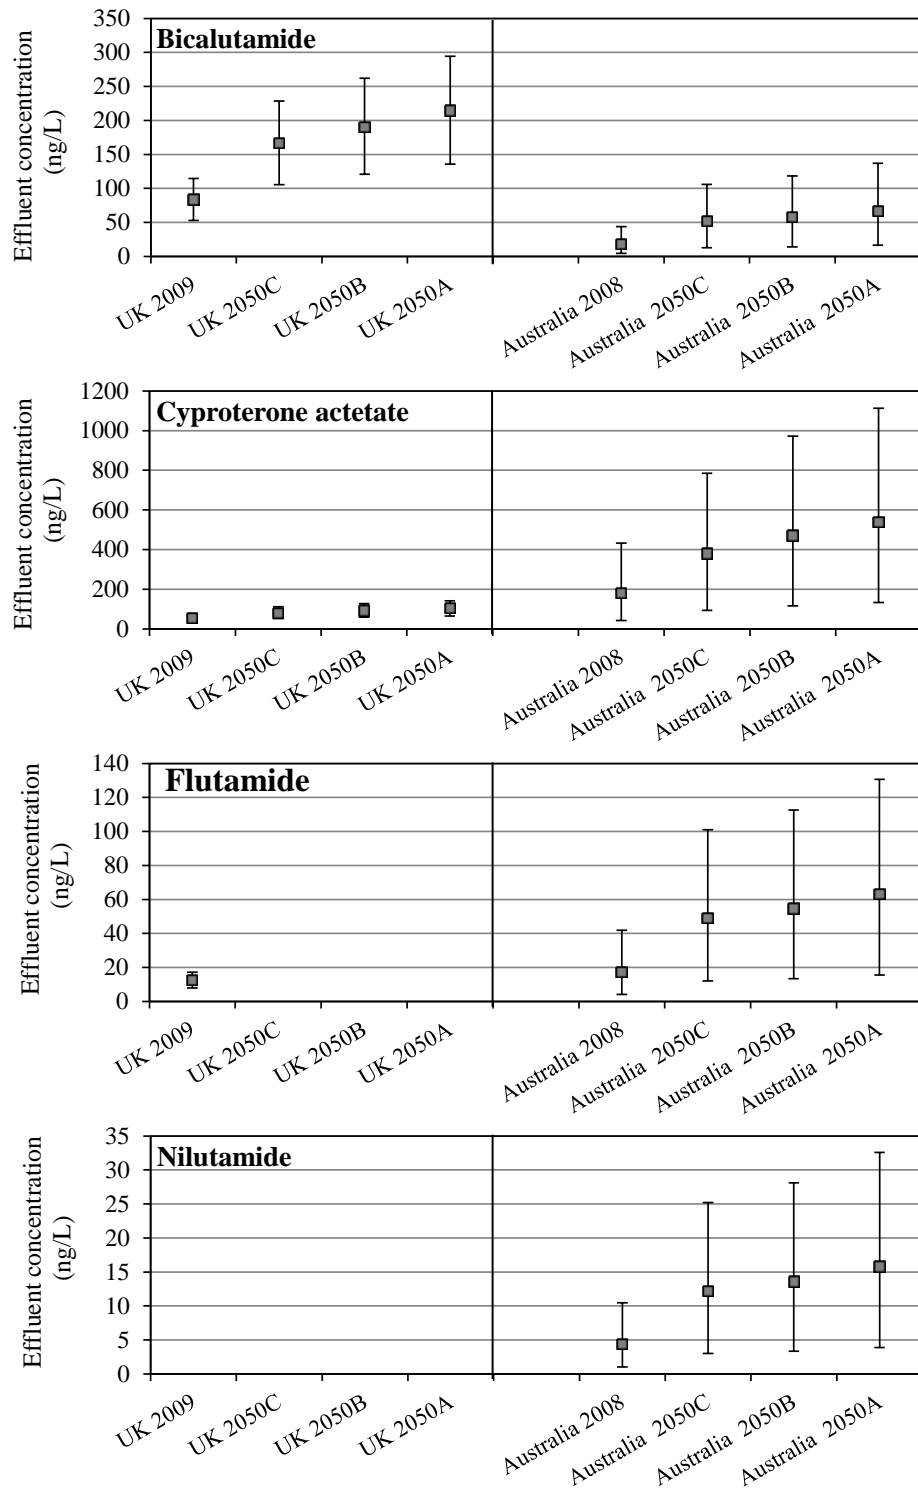 Bicalutamide
Effluent concentration
(ng/L)
350
300
250
200
150
100
50
0
UK 2009
UK 2050C
UK 2050B
UK 2050A
Australia 2008
Australia 2050C
Australia 2050B
Australia 2050A
Cyproterone actetate
Effluent concentration
(ng/L)
1200
1000
800
600
400
200
0
UK 2009
UK 2050C
UK 2050B
UK 2050A
Australia 2008
Australia 2050C
Australia 2050B
Australia 2050A
Flutamide
Effluent concentration
(ng/L)
140
120
100
80
60
40
20
0
UK 2009
UK 2050C
UK 2050B
UK 2050A
Australia 2008
Australia 2050C
Australia 2050B
Australia 2050A
Nilutamide
Effluent concentration
(ng/L)
35
30
25
20
15
10
5
0
UK 2009
UK 2050C
UK 2050B
UK 2050A
Australia 2008
Australia 2050C
Australia 2050B
Australia 2050A